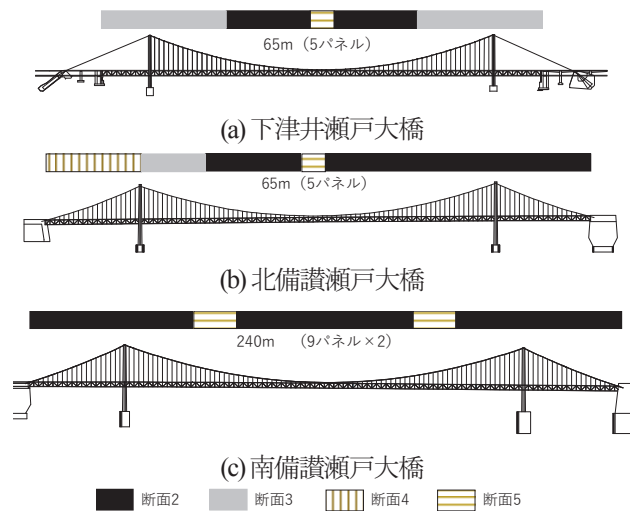 65m（5パネル）
(a) 下津井瀬戸大橋
65m（5パネル）
(b) 北備讃瀬戸大橋
240m （9パネル×2）
(c) 南備讃瀬戸大橋
断面2 断面3 断面4 断面5